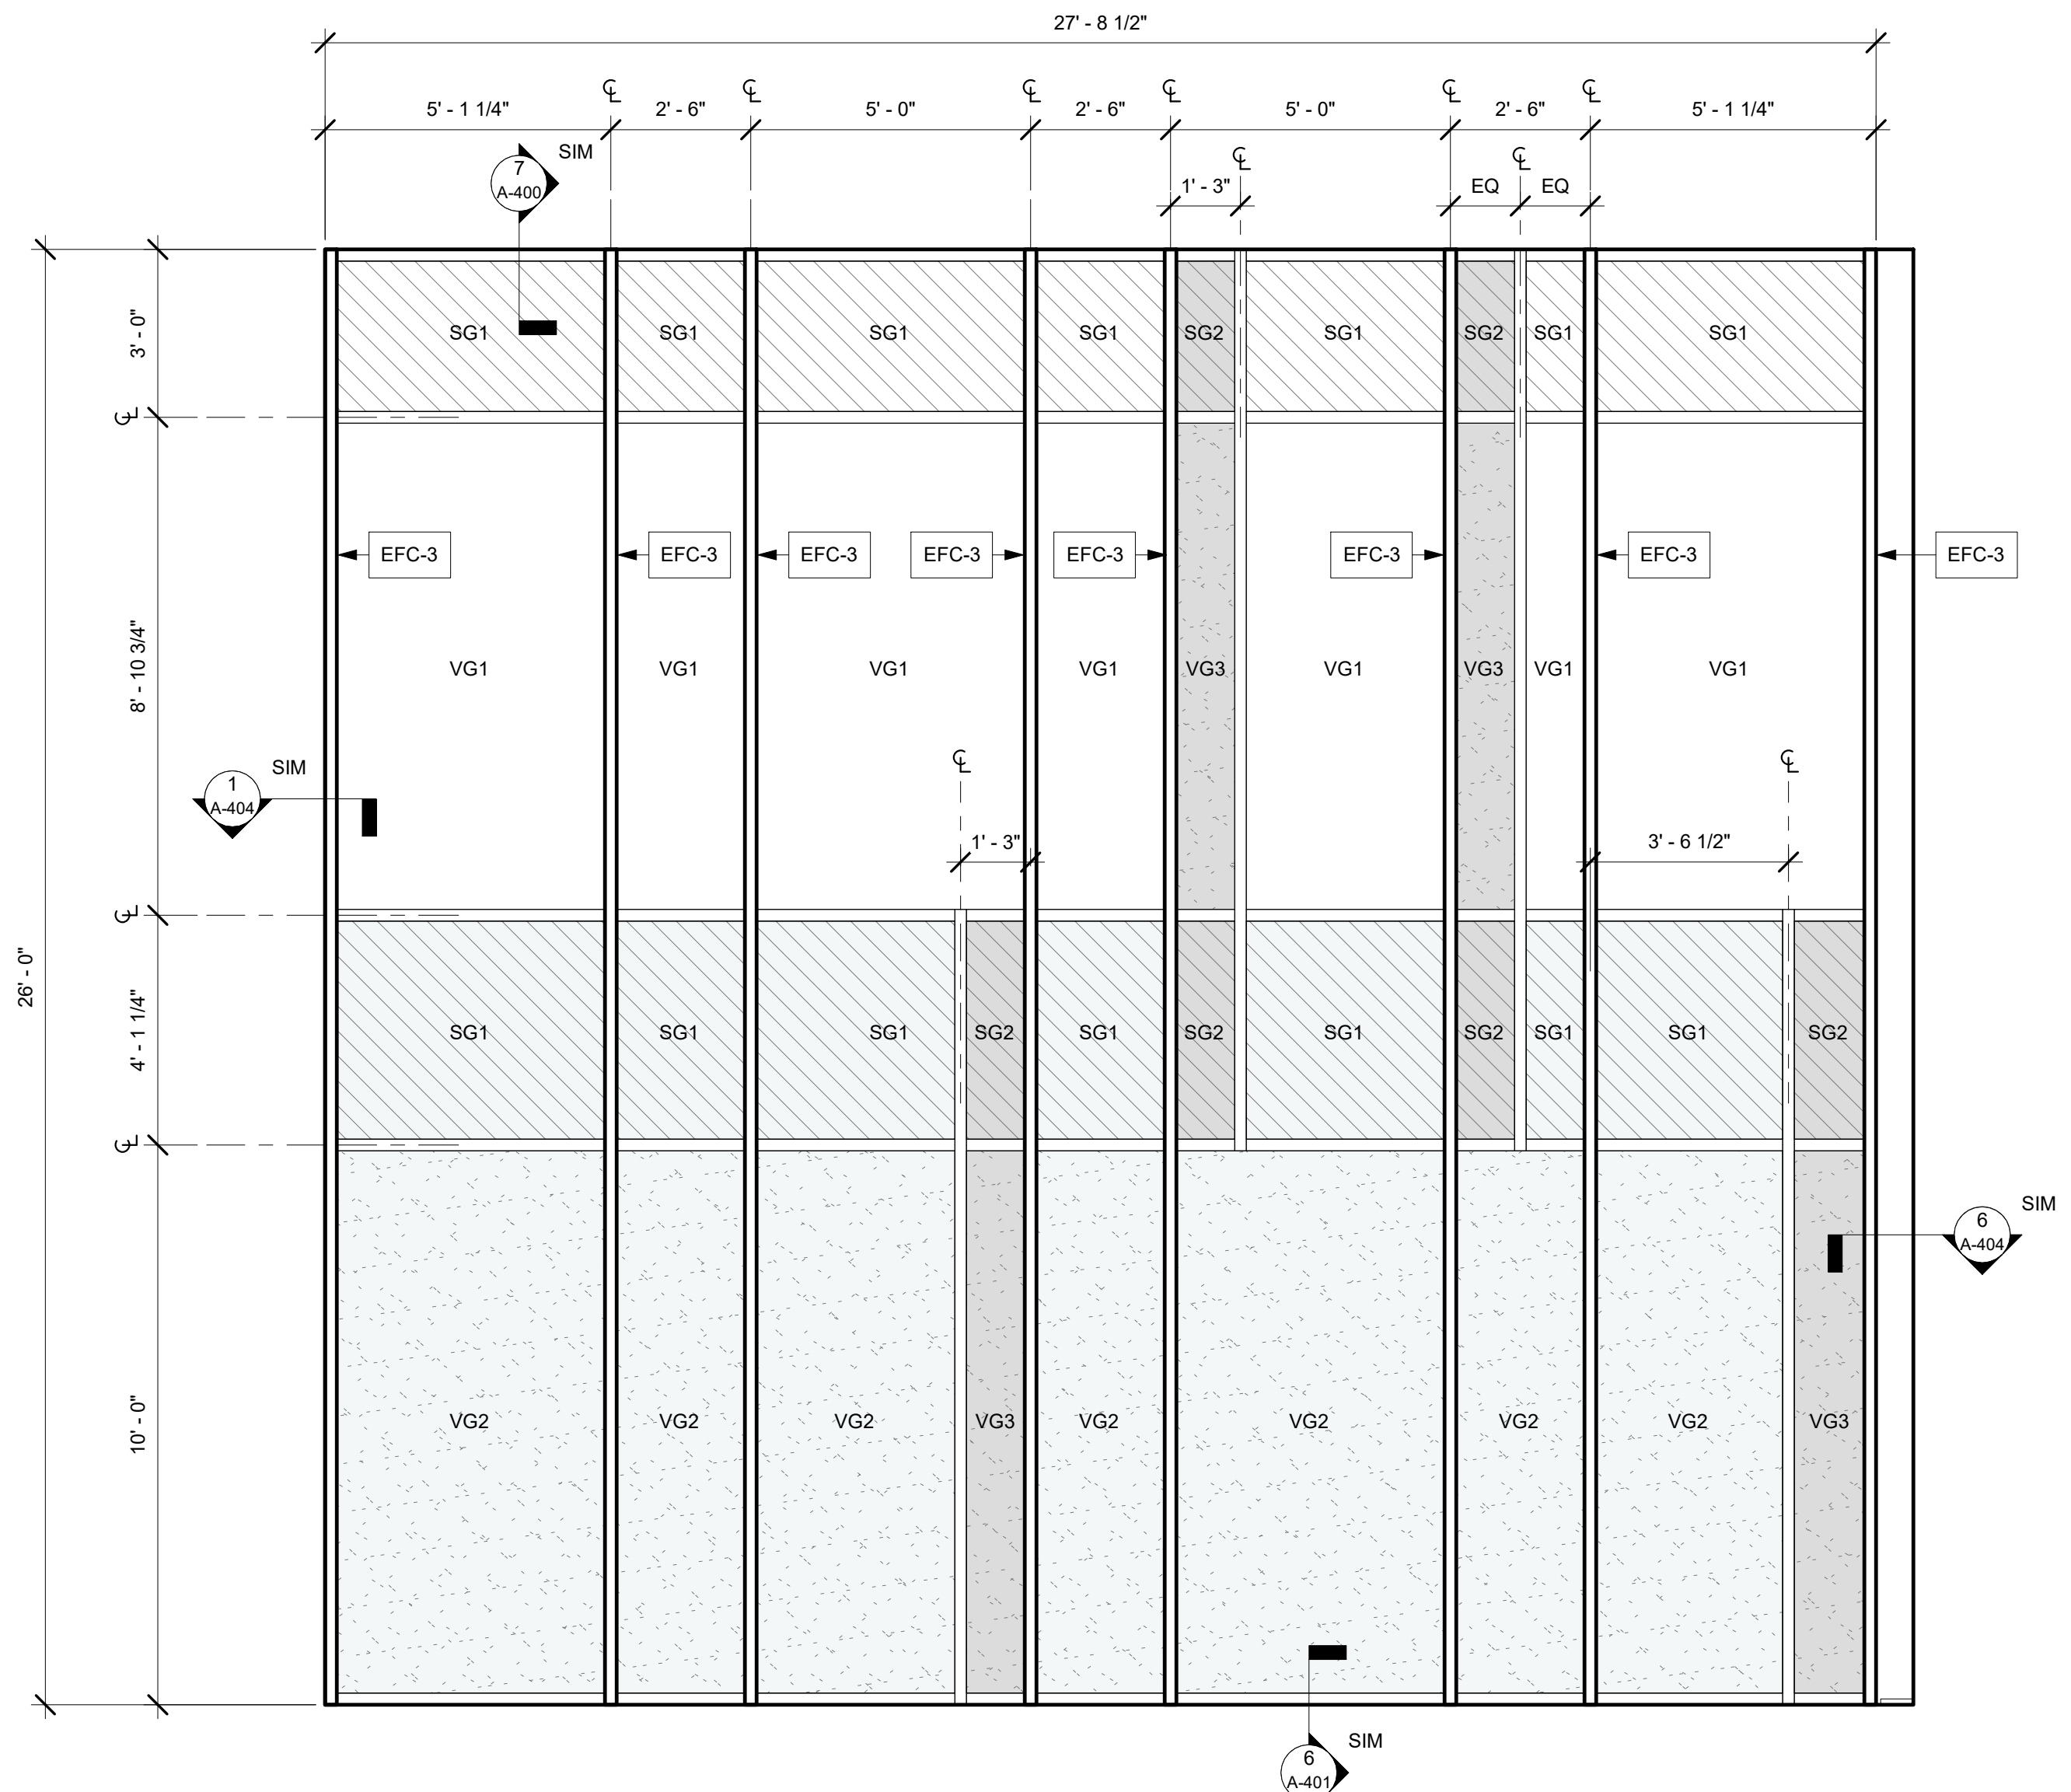 27' - 8 1/2"
5' - 1 1/4"
2' - 6"
5' - 0"
2' - 6"
5' - 0"
2' - 6"
5' - 1 1/4"
7
A-400
SIM
1' - 3"
EQ
EQ
26' - 0"
3' - 0"
8' - 10 3/4"
4' - 1 1/4"
10' - 0"
SG1
SG1
SG1
SG1
SG2
SG1
SG2
SG1
SG1
EFC-3
EFC-3
EFC-3
EFC-3
EFC-3
EFC-3
EFC-3
EFC-3
VG1
VG1
VG1
VG1
VG3
VG1
VG3
VG1
VG1
1
A-404
SIM
1' - 3"
3' - 6 1/2"
SG1
SG1
SG1
SG2
SG1
SG2
SG1
SG2
SG1
SG1
SG2
6
A-404
SIM
VG2
VG2
VG2
VG3
VG2
VG2
VG2
VG2
VG3
6
A-401
SIM